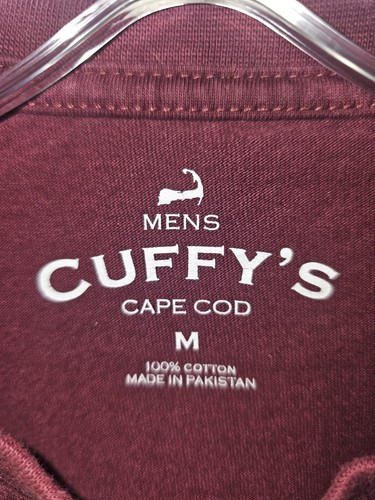 MENS
CUFFY'S
CAPE COD
M
100% COTTON
MADE IN PAKISTAN